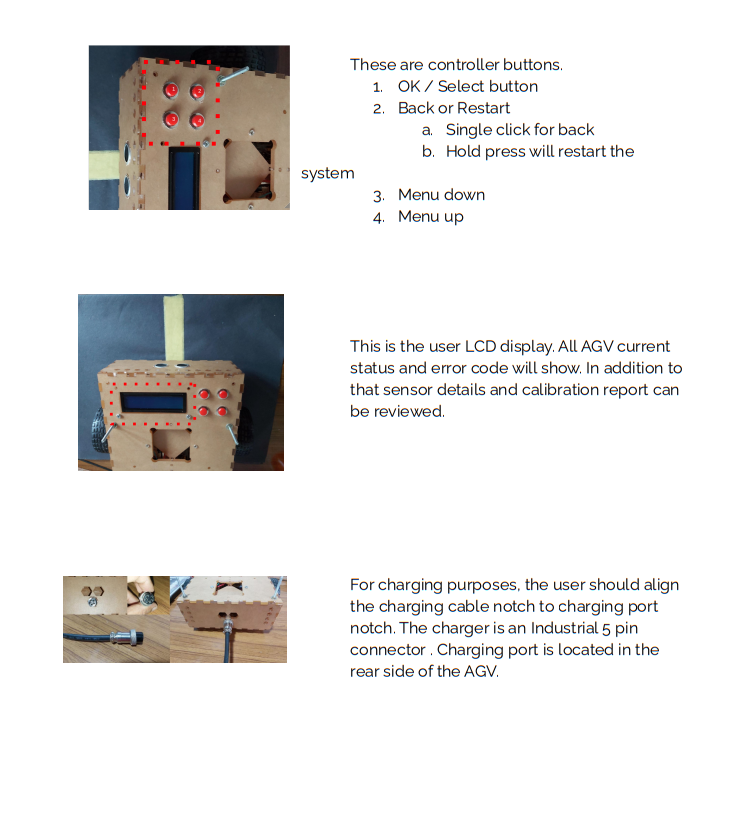 These are controller buttons.
1. OK / Select button
2. Back or Restart
a. Single click for back
b. Hold press will restart the
system
3. Menu down
4. Menu up
1
2
3
4
This is the user LCD display. All AGV current
status and error code will show. In addition to
that sensor details and calibration report can
be reviewed.
For charging purposes, the user should align
the charging cable notch to charging port
notch. The charger is an Industrial 5 pin
connector . Charging port is located in the
rear side of the AGV.